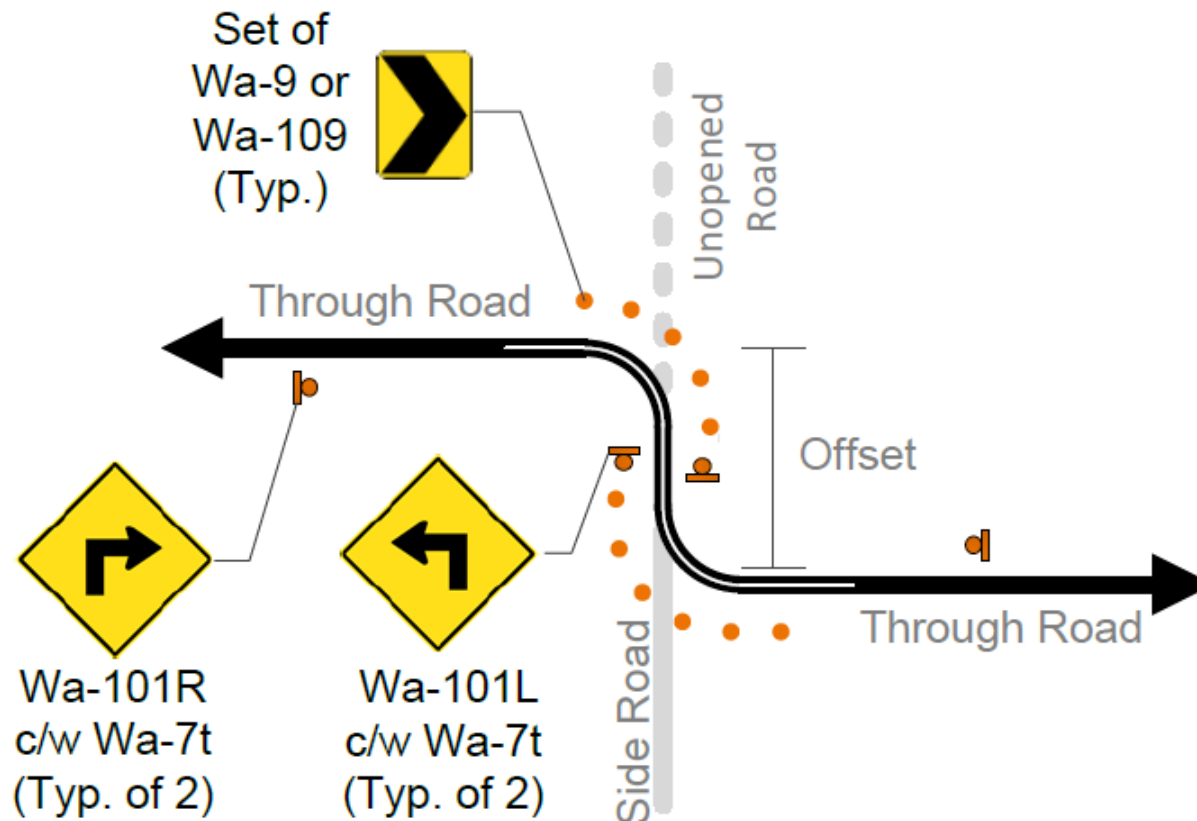 Set of
Wa-9 or
Wa-109
(Typ.)
Unopened
Road
Through Road
Offset
Through Road
Side Road
Wa-101R
c/w Wa-7t
(Typ. of 2)
Wa-101L
c/w Wa-7t
(Typ. of 2)